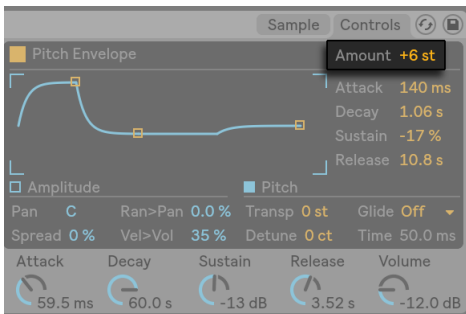 Sample Controls
Pitch Envelope Amount +6 st
Attack 140 ms
Decay 1.06 s
Sustain -17 %
Release 10.8 s
Amplitude Pitch
Pan C Ran>Pan 0.0 % Transp 0 st Glide Off
Spread 0 % Vel>Vol 35 % Detune 0 ct Time 50.0 ms
Attack Decay Sustain Release Volume
59.5 ms 60.0 s -13 dB 3.52 s -12.0 dB